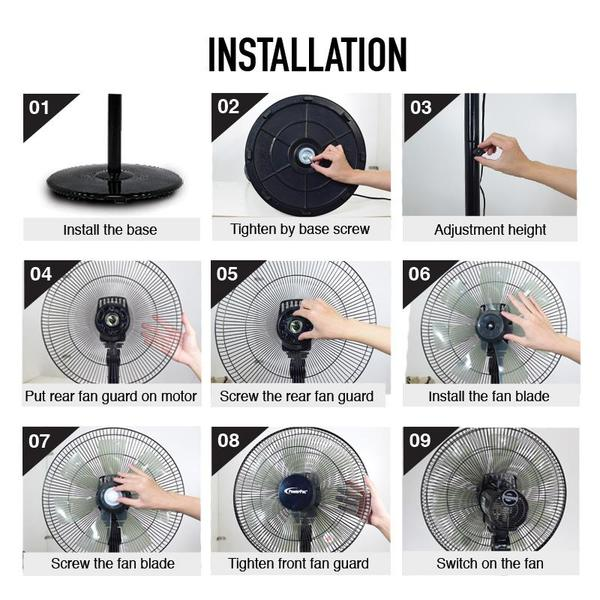 INSTALLATION
01
02
03
Install the base
Tighten by base screw
Adjustment height
04
05
06
Put rear fan guard on motor
Screw the rear fan guard
Install the fan blade
07
08
09
PowerPac
Screw the fan blade
Tighten front fan guard
Switch on the fan